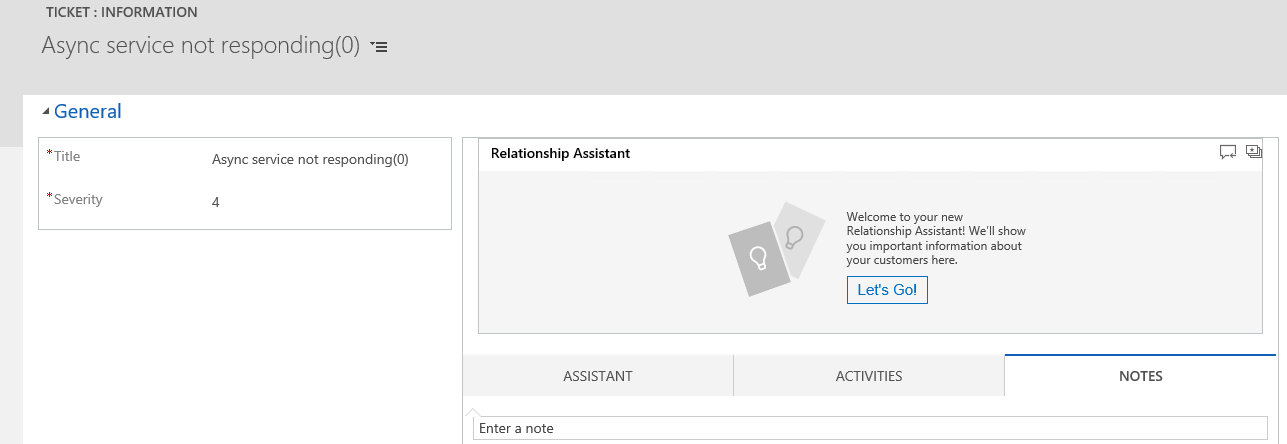 TICKET : INFORMATION
Async service not responding(0)
General
*Title
Async service not responding(0)
*Severity
4
Relationship Assistant
Welcome to your new
Relationship Assistant! We'll show
you important information about
your customers here.
Let's Go!
ASSISTANT
ACTIVITIES
NOTES
Enter a note